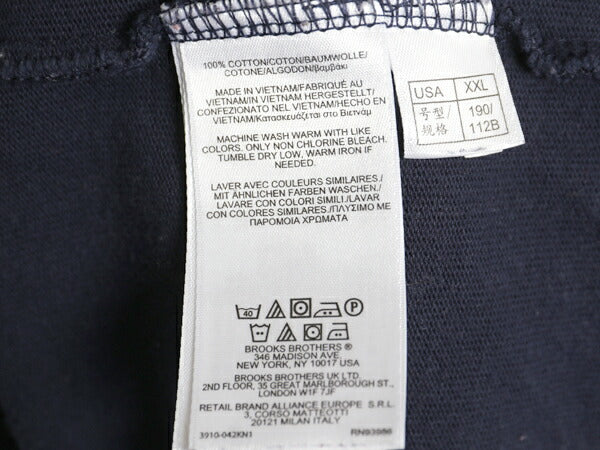 100% COTTON/COTON/BAUMWOLLE/
COTONE/ALGODON/βαμβάκι
MADE IN VIETNAM/FABRIQUÉ AU
VIETNAM/IN VIETNAM HERGESTELLT/
CONFEZIONATO NEL VIETNAM/HECHO EN
VIETNAM/Κατασκευάζεται στο Βιετνάμ
MACHINE WASH WARM WITH LIKE
COLORS. ONLY NON CHLORINE BLEACH.
TUMBLE DRY LOW, WARM IRON IF
NEEDED.
LAVER AVEC COULEURS SIMILAIRES./
MIT ÄHNLICHEN FARBEN WASCHEN./
LAVARE CON COLORI SIMILI./LAVAR
CON COLORES SIMILARES./ΠΛΥΣΙΜΟ ΜΕ
ΠΑΡΟΜΟΙΑ ΧΡΩΜΑΤΑ
40 P
BROOKS BROTHERS ®
346 MADISON AVE.
NEW YORK, NY 10017 USA
BROOKS BROTHERS UK LTD.
2ND FLOOR, 35 GREAT MARLBOROUGH ST.,
LONDON W1F 7JF
RETAIL BRAND ALLIANCE EUROPE S.R.L.
3, CORSO MATTEOTTI
20121 MILAN ITALY
3910-042KN1 RN93986
USA XXL
号型/ 190/
规格 112B